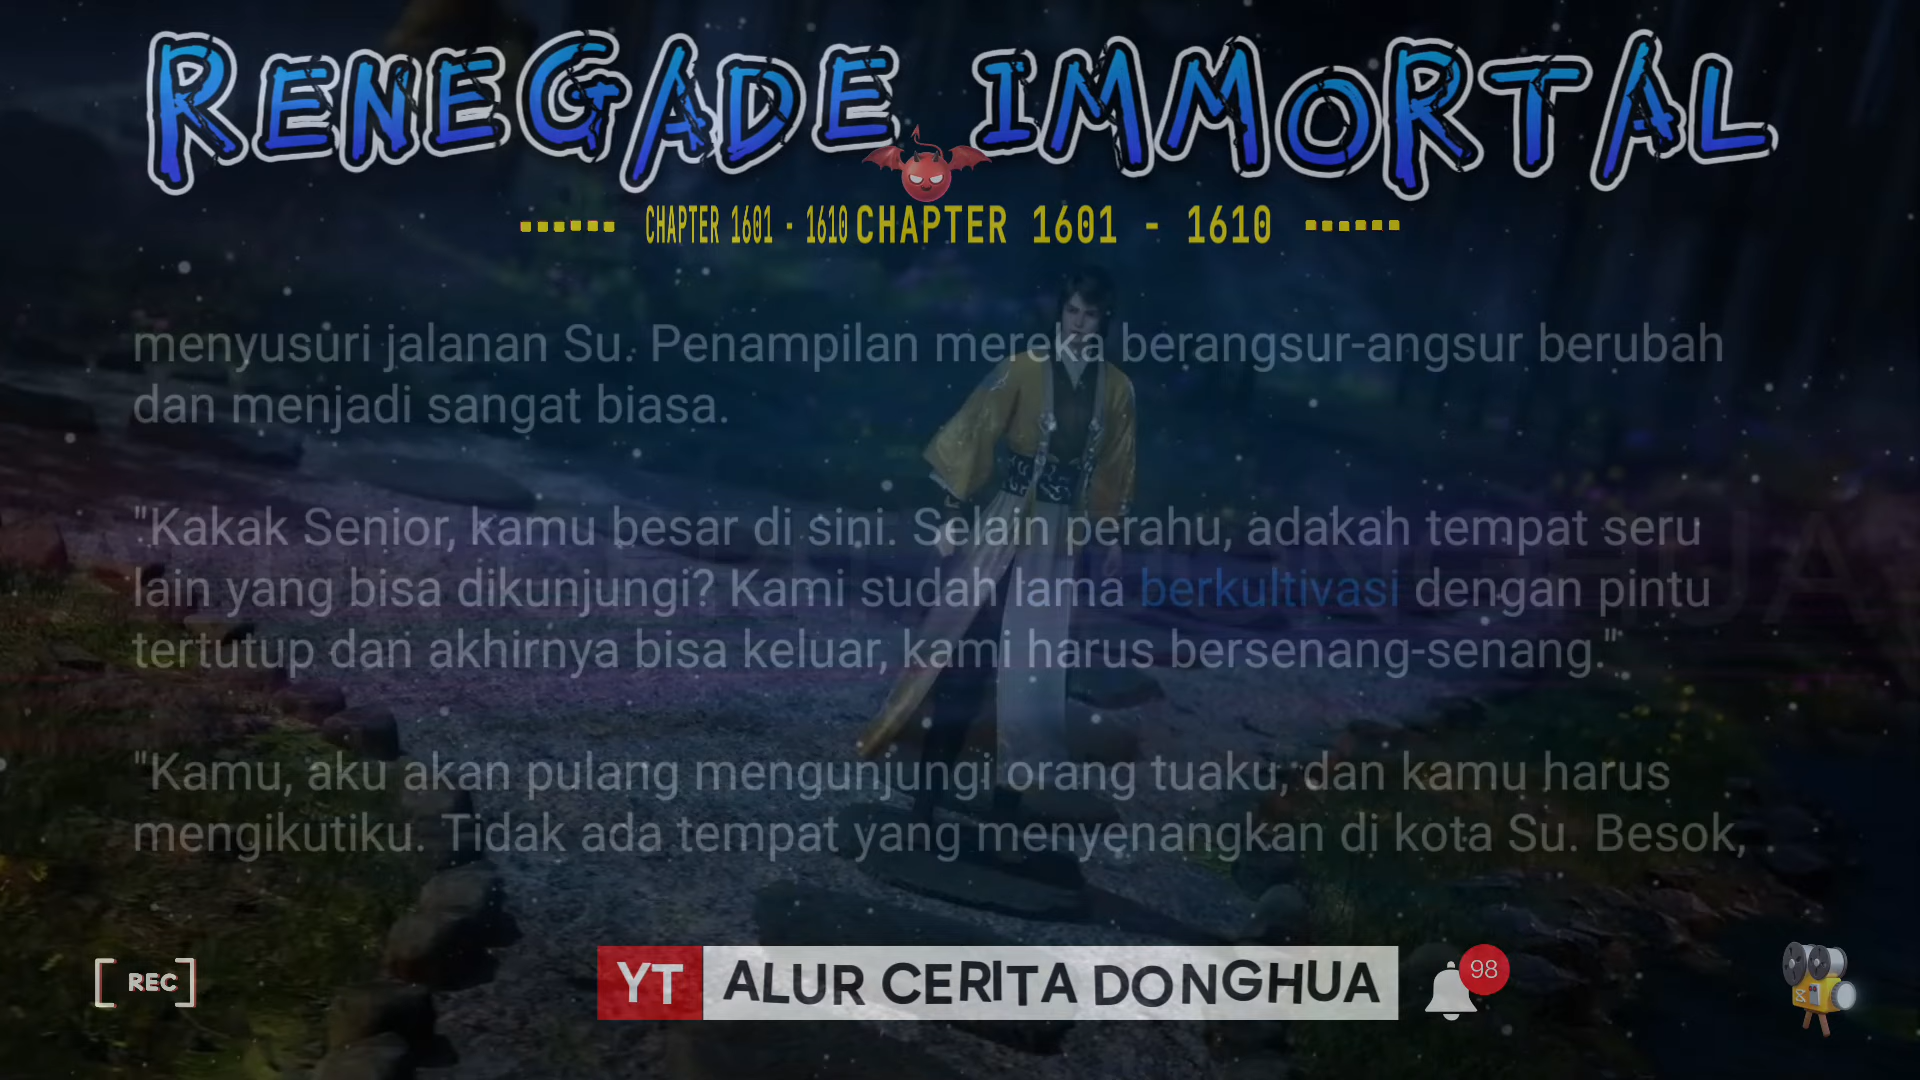 RENEGADE IMMORTAL
CHAPTER 1601 - 1610 CHAPTER 1601 - 1610
menyusuri jalanan Su. Penampilan mereka berangsur-angsur berubah
dan menjadi sangat biasa.
"Kakak Senior, kamu besar di sini. Selain perahu, adakah tempat seru
lain yang bisa dikunjungi? Kami sudah lama berkultivasi dengan pintu
tertutup dan akhirnya bisa keluar, kami harus bersenang-senang."
"Kamu, aku akan pulang mengunjungi orang tuaku, dan kamu harus
mengikutiku. Tidak ada tempat yang menyenangkan di kota Su. Besok,
[ REC ]
YT ALUR CERITA DONGHUA
98